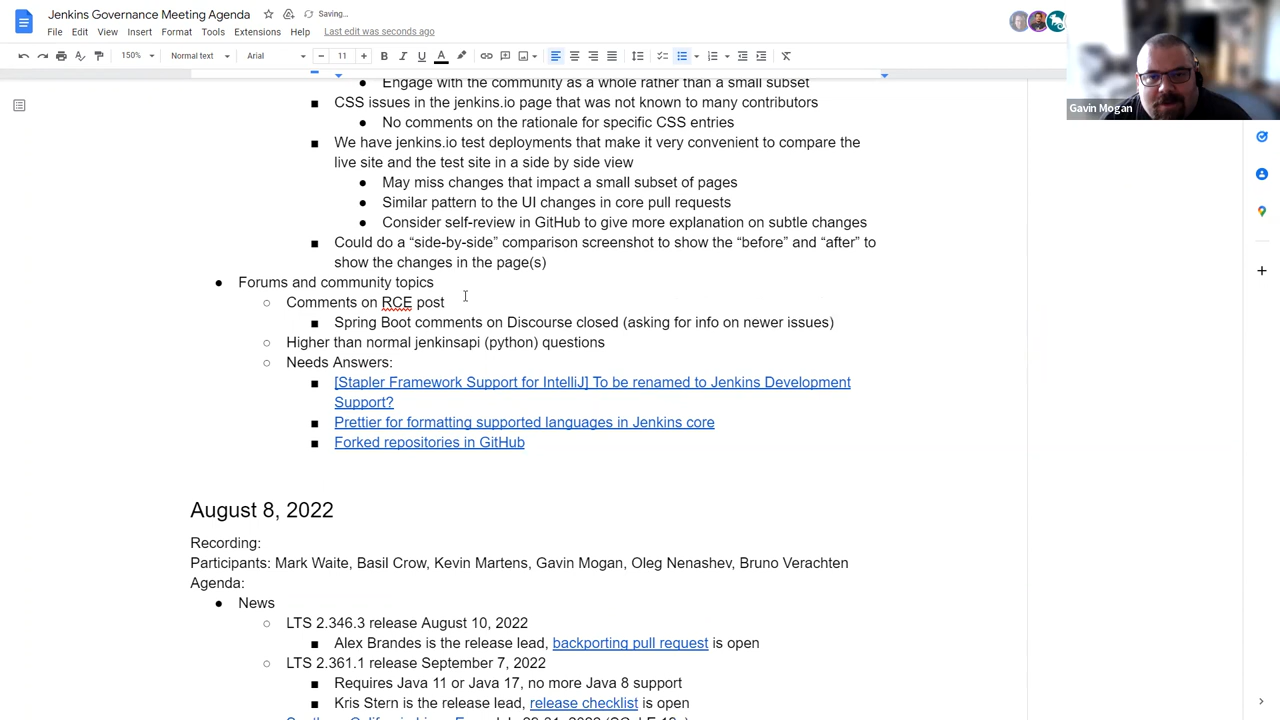 Jenkins Governance Meeting Agenda
Saving...
File Edit View Insert Format Tools Extensions Help Last edit was seconds ago
150% Normal text Arial 11
Gavin Mogan
Engage with the community as a whole rather than a small subset
CSS issues in the jenkins.io page that was not known to many contributors
No comments on the rationale for specific CSS entries
We have jenkins.io test deployments that make it very convenient to compare the
live site and the test site in a side by side view
May miss changes that impact a small subset of pages
Similar pattern to the UI changes in core pull requests
Consider self-review in GitHub to give more explanation on subtle changes
Could do a “side-by-side” comparison screenshot to show the “before” and “after” to
show the changes in the page(s)
Forums and community topics
Comments on RCE post
Spring Boot comments on Discourse closed (asking for info on newer issues)
Higher than normal jenkinsapi (python) questions
Needs Answers:
[Stapler Framework Support for IntelliJ] To be renamed to Jenkins Development
Support?
Prettier for formatting supported languages in Jenkins core
Forked repositories in GitHub
August 8, 2022
Recording:
Participants: Mark Waite, Basil Crow, Kevin Martens, Gavin Mogan, Oleg Nenashev, Bruno Verachten
Agenda:
News
LTS 2.346.3 release August 10, 2022
Alex Brandes is the release lead, backporting pull request is open
LTS 2.361.1 release September 7, 2022
Requires Java 11 or Java 17, no more Java 8 support
Kris Stern is the release lead, release checklist is open